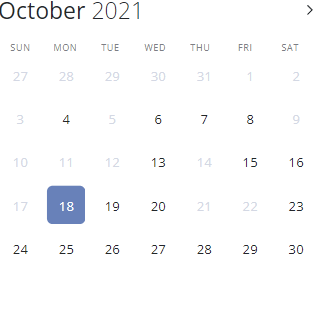 October 2021
SUN MON TUE WED THU FRI SAT
27 28 29 30 31 1 2
3 4 5 6 7 8 9
10 11 12 13 14 15 16
17 18 19 20 21 22 23
24 25 26 27 28 29 30